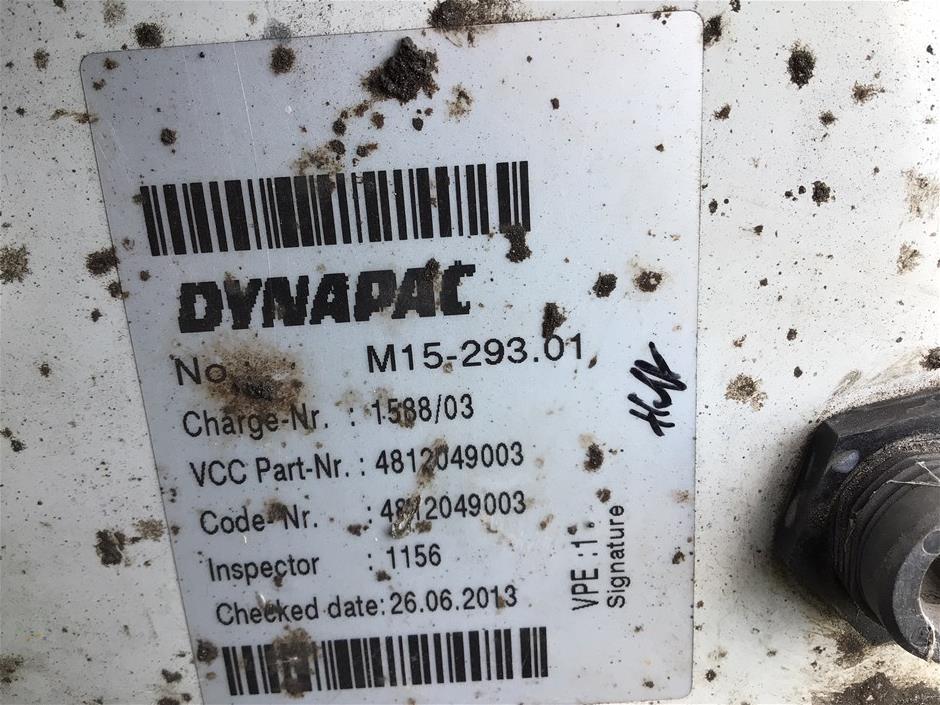 DYNAPAC
No. M15-293.01
Charge-Nr. : 1588/03
VCC Part-Nr. : 4812049003
Code-Nr. : 4812049003
Inspector : 1156
Checked date: 26.06.2013
VPE : 1
Signature